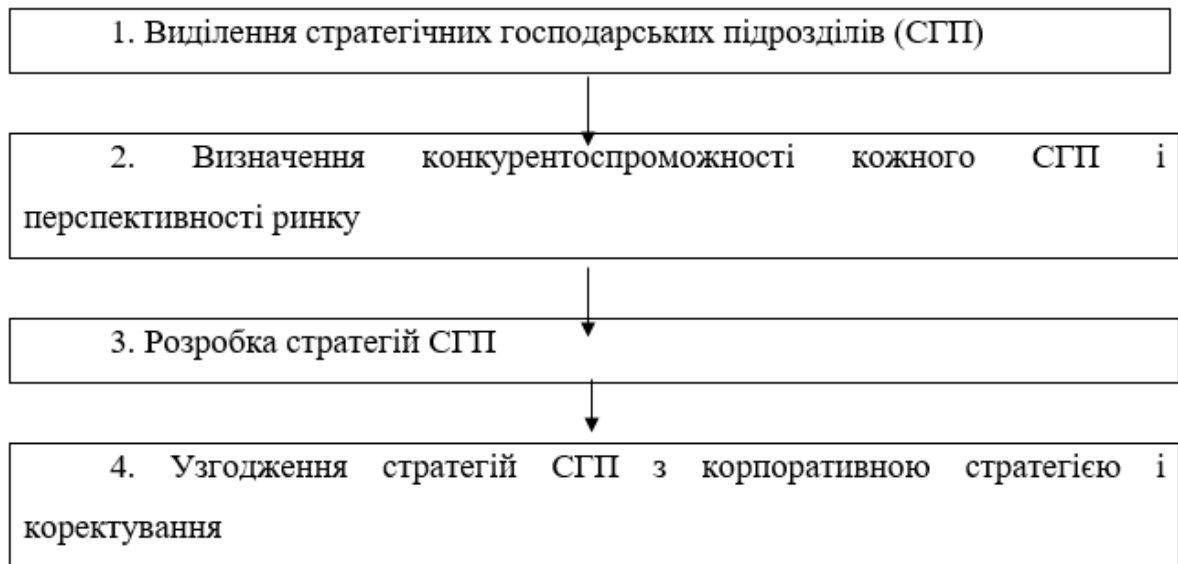 1. Виділення стратегічних господарських підрозділів (СГП)
2. Визначення конкурентоспроможності кожного СГП і
перспективності ринку
3. Розробка стратегій СГП
4. Узгодження стратегій СГП з корпоративною стратегією і
коректування